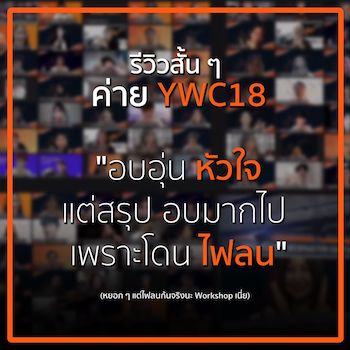 รีวิวสั้น ๆ
ค่าย YWC18
"อบอุ่น หัวใจ
แต่สรุป อบมากไป
เพราะโดน ไฟลน"
(หยอก ๆ แต่ไฟลนกันจริงนะ Workshop เนี่ย)